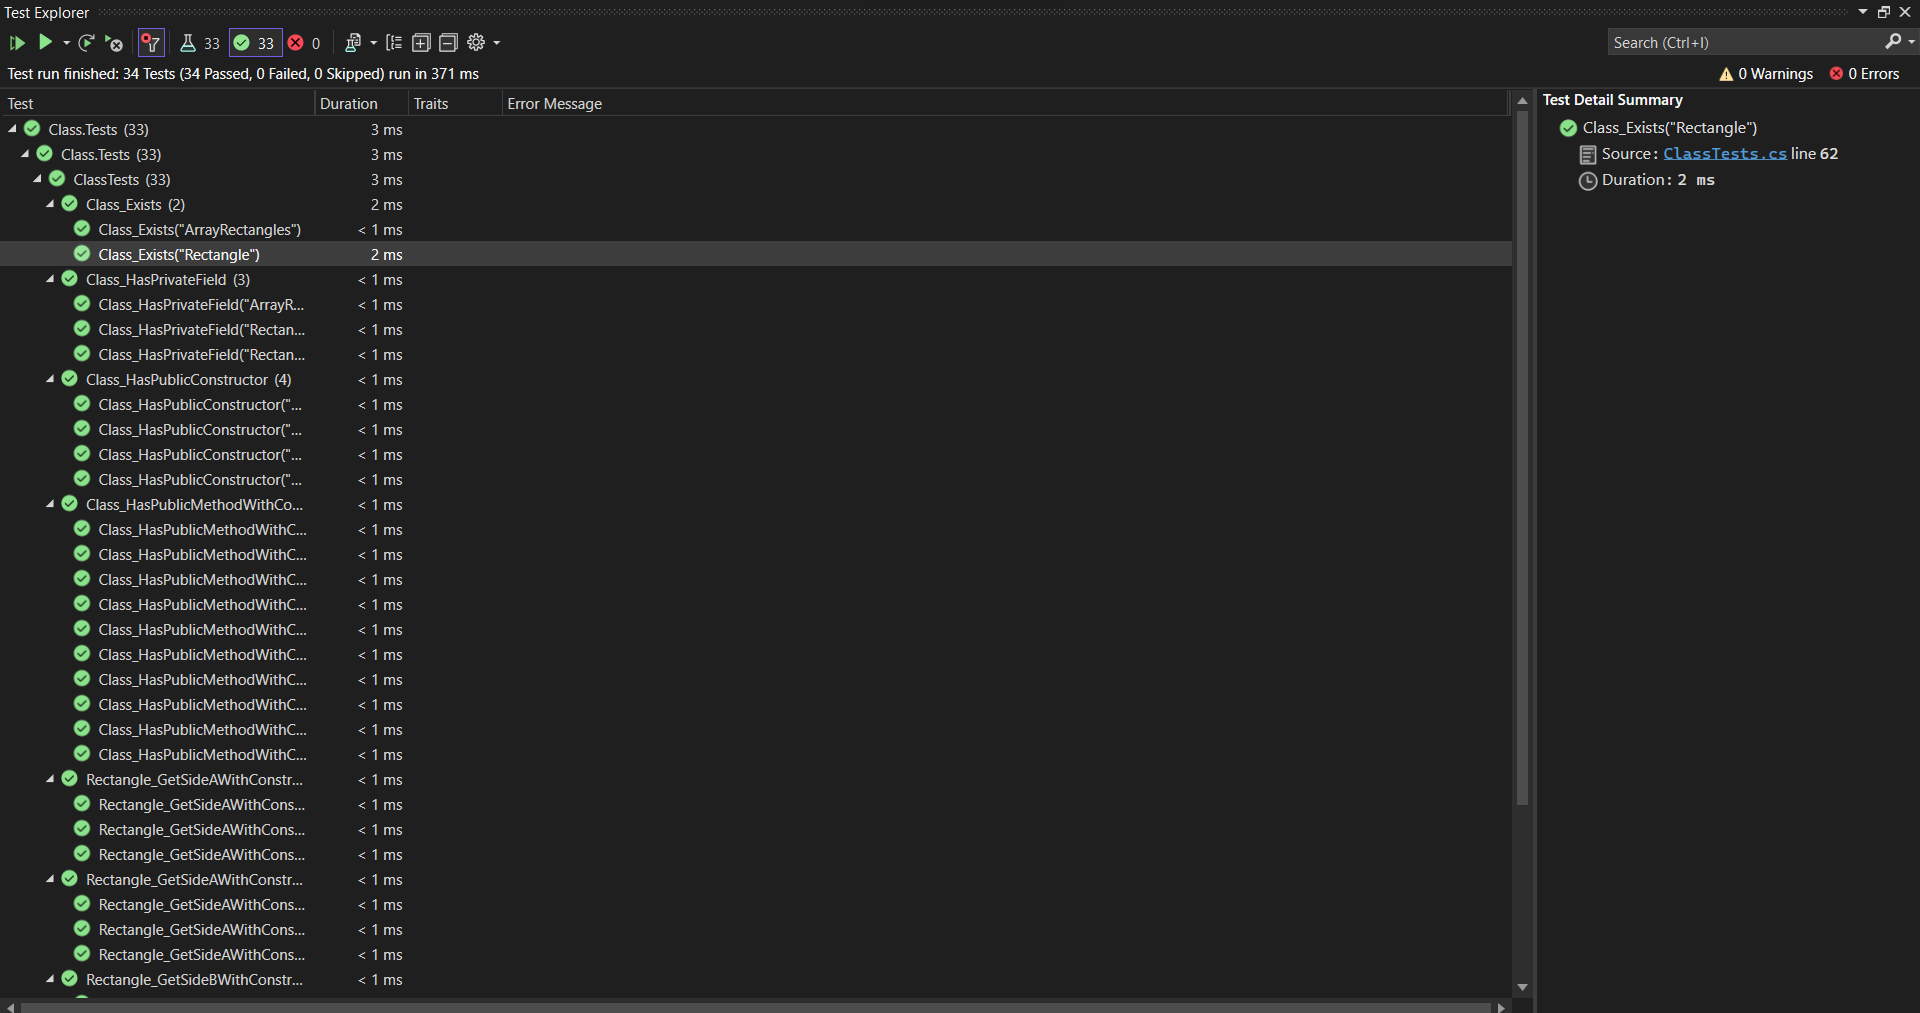 Test Explorer
33 33 0
Search (Ctrl+I)
Test run finished: 34 Tests (34 Passed, 0 Failed, 0 Skipped) run in 371 ms
0 Warnings 0 Errors
Test Duration Traits Error Message
Class.Tests (33) 3 ms
Class.Tests (33) 3 ms
ClassTests (33) 3 ms
Class_Exists (2) 2 ms
Class_Exists("ArrayRectangles") < 1 ms
Class_Exists("Rectangle") 2 ms
Class_HasPrivateField (3) < 1 ms
Class_HasPrivateField("ArrayR... < 1 ms
Class_HasPrivateField("Rectan... < 1 ms
Class_HasPrivateField("Rectan... < 1 ms
Class_HasPublicConstructor (4) < 1 ms
Class_HasPublicConstructor("... < 1 ms
Class_HasPublicConstructor("... < 1 ms
Class_HasPublicConstructor("... < 1 ms
Class_HasPublicConstructor("... < 1 ms
Class_HasPublicMethodWithCo... < 1 ms
Class_HasPublicMethodWithC... < 1 ms
Class_HasPublicMethodWithC... < 1 ms
Class_HasPublicMethodWithC... < 1 ms
Class_HasPublicMethodWithC... < 1 ms
Class_HasPublicMethodWithC... < 1 ms
Class_HasPublicMethodWithC... < 1 ms
Class_HasPublicMethodWithC... < 1 ms
Class_HasPublicMethodWithC... < 1 ms
Class_HasPublicMethodWithC... < 1 ms
Class_HasPublicMethodWithC... < 1 ms
Rectangle_GetSideAWithConstr... < 1 ms
Rectangle_GetSideAWithCons... < 1 ms
Rectangle_GetSideAWithCons... < 1 ms
Rectangle_GetSideAWithCons... < 1 ms
Rectangle_GetSideAWithConstr... < 1 ms
Rectangle_GetSideAWithCons... < 1 ms
Rectangle_GetSideAWithCons... < 1 ms
Rectangle_GetSideAWithCons... < 1 ms
Rectangle_GetSideBWithConstr... < 1 ms
Test Detail Summary
Class_Exists("Rectangle")
Source: ClassTests.cs line 62
Duration: 2 ms